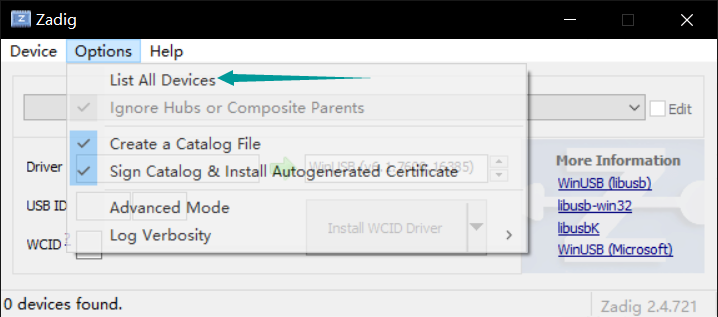 Zadig
Device Options Help
List All Devices
Ignore Hubs or Composite Parents
Edit
Create a Catalog File
Sign Catalog & Install Autogenerated Certificate
Advanced Mode
Log Verbosity
Driver
WinUSB (v6.1.7600.16385)
USB ID
WCID
Install WCID Driver
More Information
WinUSB (libusb)
libusb-win32
libusbK
WinUSB (Microsoft)
0 devices found.
Zadig 2.4.721